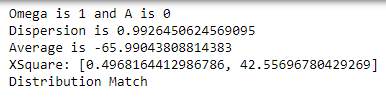 Omega is 1 and A is 0
Dispersion is 0.9926450624569095
Average is -65.99043808814383
XSquare: [0.4968164412986786, 42.55696780429269]
Distribution Match